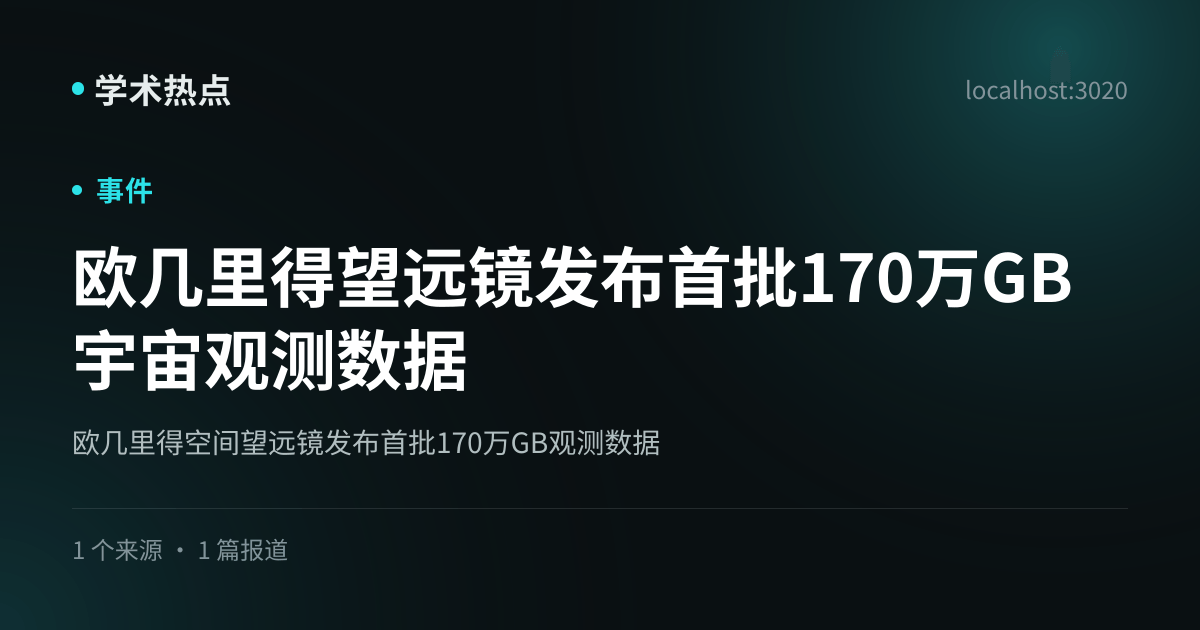 学术热点
localhost:3020
事件
欧几里得望远镜发布首批170万GB
宇宙观测数据
欧几里得空间望远镜发布首批170万GB观测数据
1 个来源 · 1 篇报道